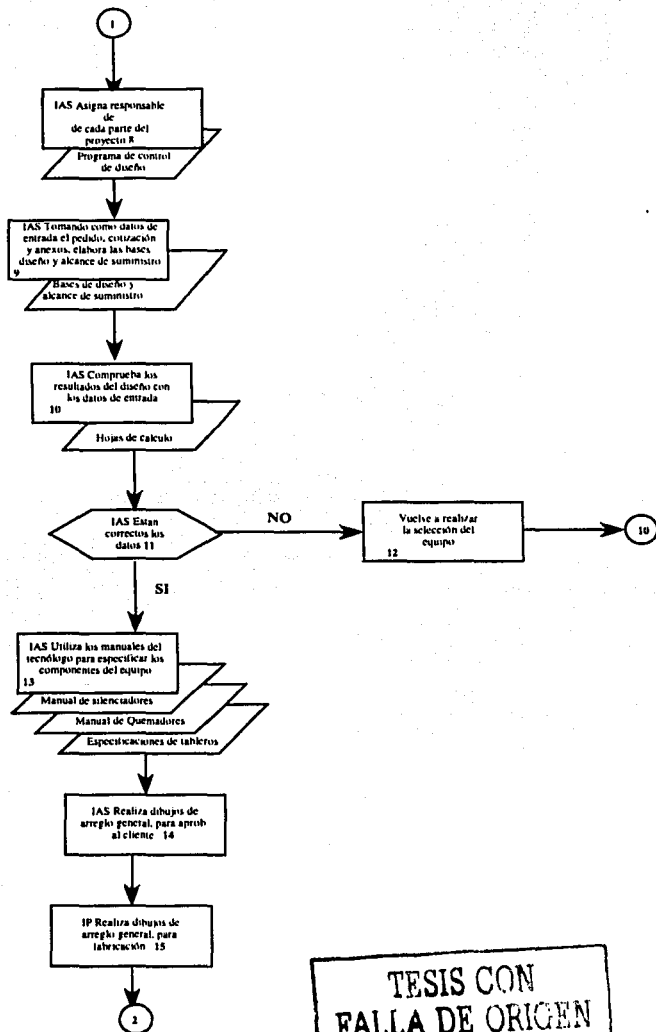 1
IAS Asigna responsable
de
de cada parte del
proyecto 8
Programa de control
de diseño
IAS Tomando como datos de
entrada el pedido, cotización
y anexos, elabora las bases
diseño y alcance de suministro
9
Bases de diseño y
alcance de suministro
IAS Comprueba los
resultados del diseño con
los datos de entrada
10
Hojas de calculo
IAS Estan
correctos los
datos 11
NO
Vuelve a realizar
la selección del
equipo
12
10
SI
IAS Utiliza los manuales del
tecnólogo para especificar los
componentes del equipo
13
Manual de silenciadores
Manual de Quemadores
Especificaciones de tableros
IAS Realiza dibujos de
arreglo general, para aprob
al cliente 14
IP Realiza dibujos de
arreglo general, para
fabricación 15
2
TESIS CON
FALLA DE ORIGEN